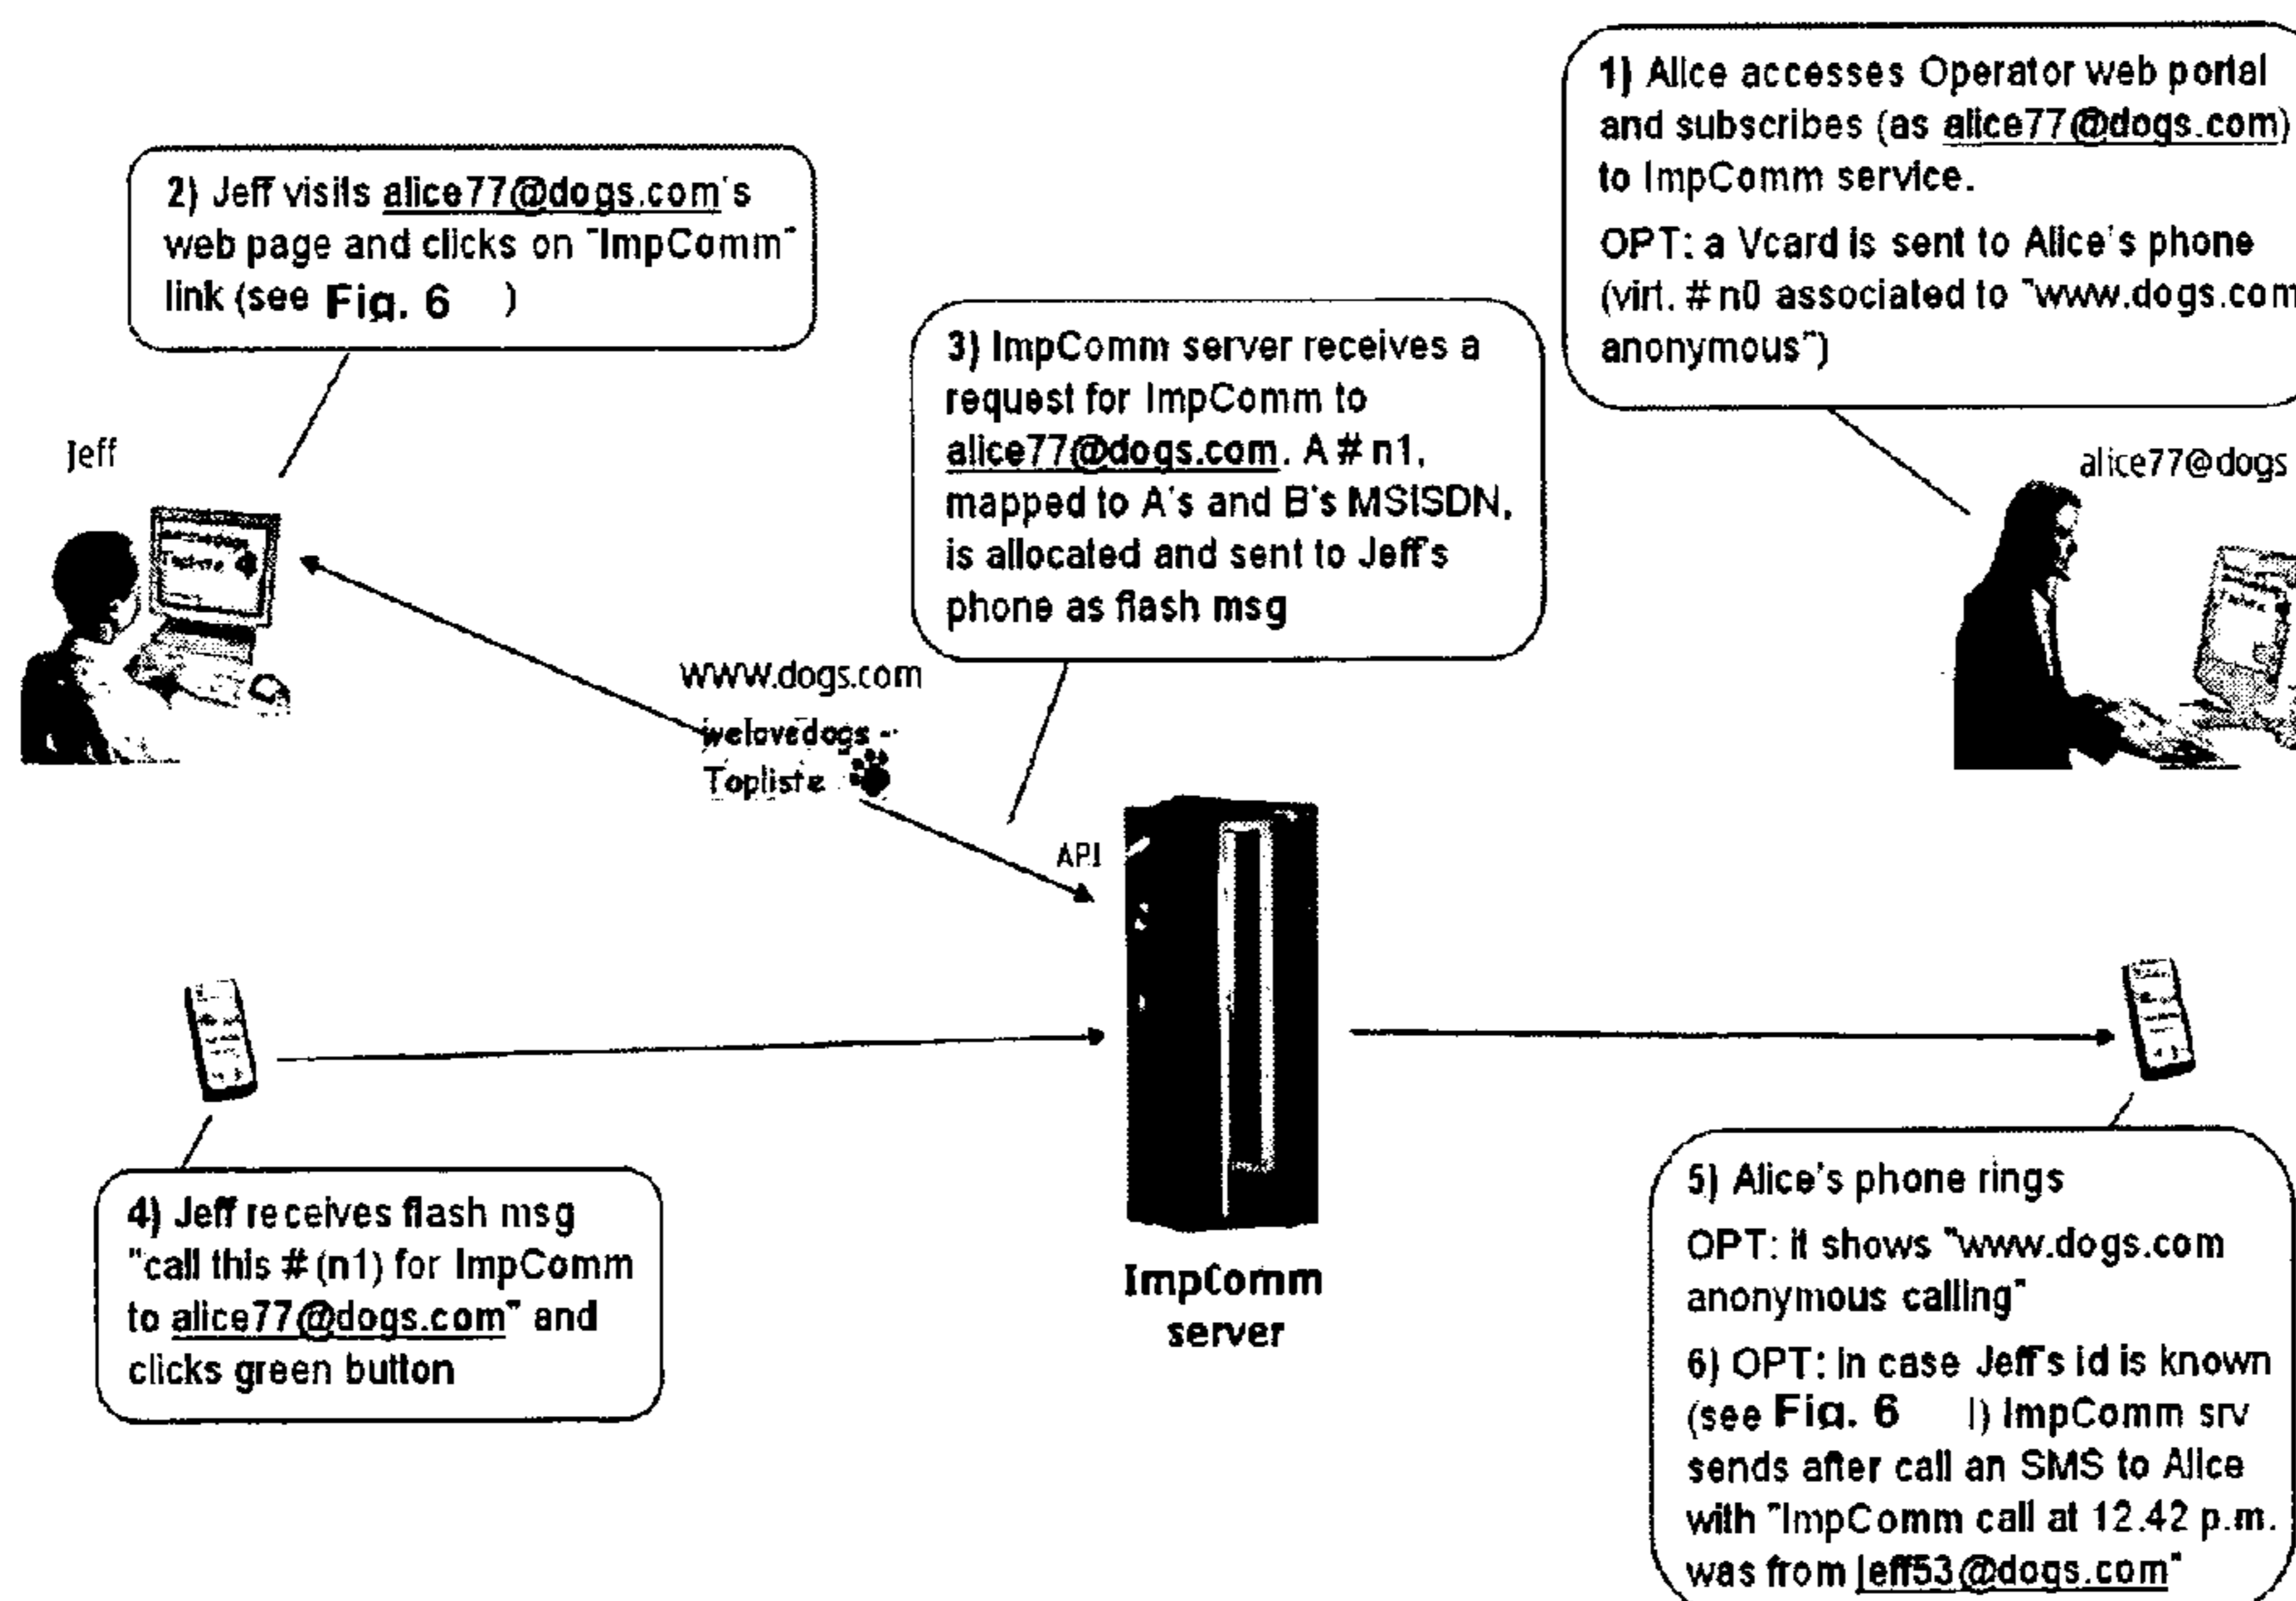 1) Alice accesses Operator web portal
and subscribes (as alice77@dogs.com)
to ImpComm service.
OPT: a Vcard is sent to Alice's phone
(virt. # n0 associated to "www.dogs.com
anonymous")
2) Jeff visits alice77@dogs.com's
web page and clicks on "ImpComm"
link (see Fig. 6 )
3) ImpComm server receives a
request for ImpComm to
alice77@dogs.com. A # n1,
mapped to A's and B's MSISDN,
is allocated and sent to Jeff's
phone as flash msg
Jeff
alice77@dogs
www.dogs.com
welovedogs -
Topliste
API
ImpComm
server
4) Jeff receives flash msg
"call this # (n1) for ImpComm
to alice77@dogs.com" and
clicks green button
5) Alice's phone rings
OPT: it shows "www.dogs.com
anonymous calling"
6) OPT: In case Jeff's id is known
(see Fig. 6 ) ImpComm srv
sends after call an SMS to Alice
with "ImpComm call at 12.42 p.m.
was from jeff53@dogs.com"